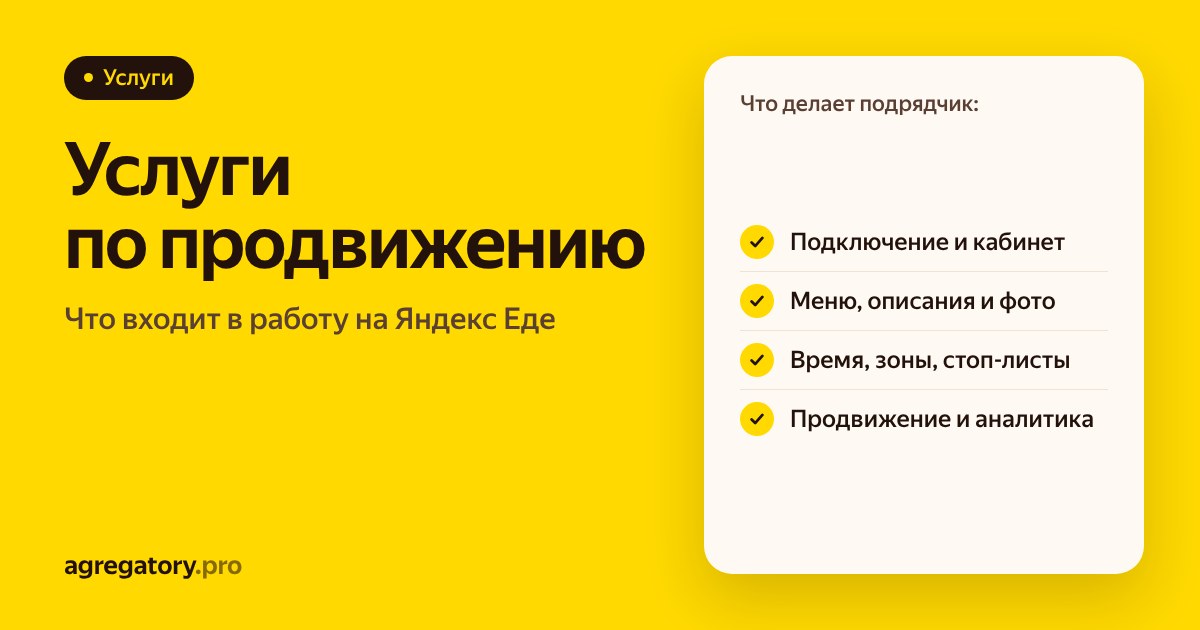 Услуги
Услуги
по продвижению
Что входит в работу на Яндекс Еде
agregatory.pro
Что делает подрядчик:
Подключение и кабинет
Меню, описания и фото
Время, зоны, стоп-листы
Продвижение и аналитика